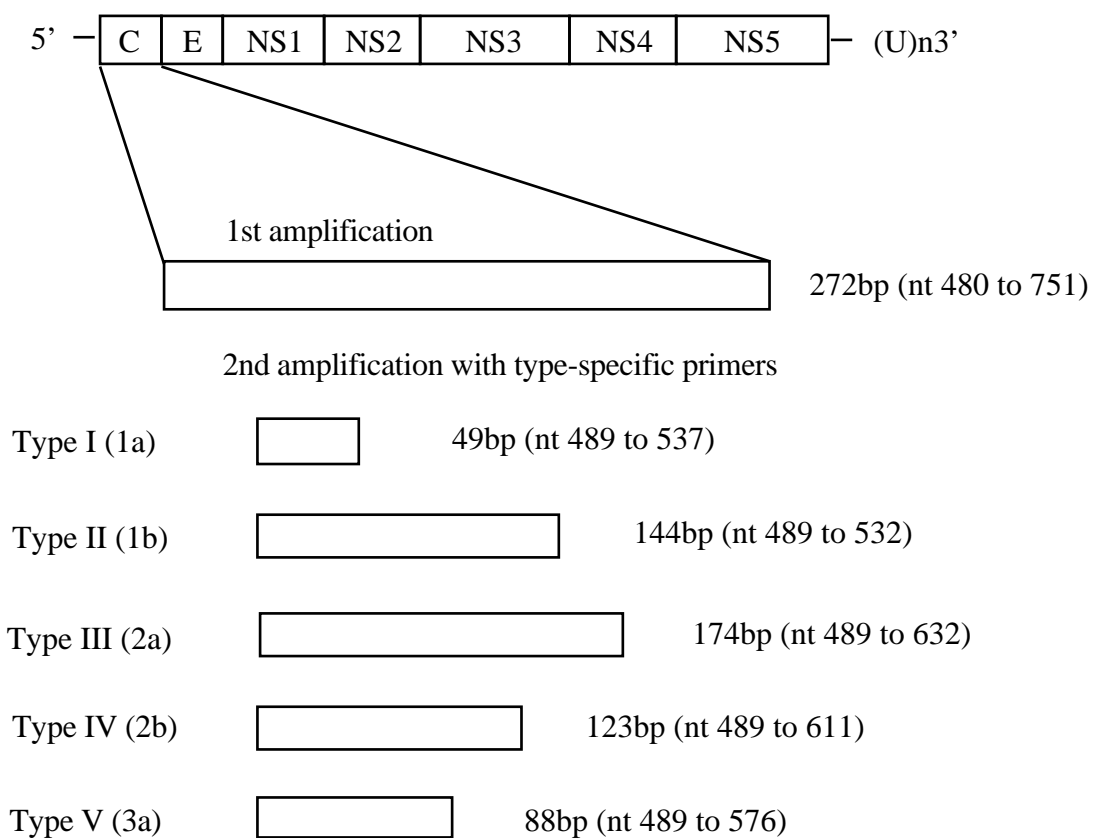 5’ C E NS1 NS2 NS3 NS4 NS5 (U)n3’
1st amplification
272bp (nt 480 to 751)
2nd amplification with type-specific primers
Type I (1a) 49bp (nt 489 to 537)
Type II (1b) 144bp (nt 489 to 532)
Type III (2a) 174bp (nt 489 to 632)
Type IV (2b) 123bp (nt 489 to 611)
Type V (3a) 88bp (nt 489 to 576)